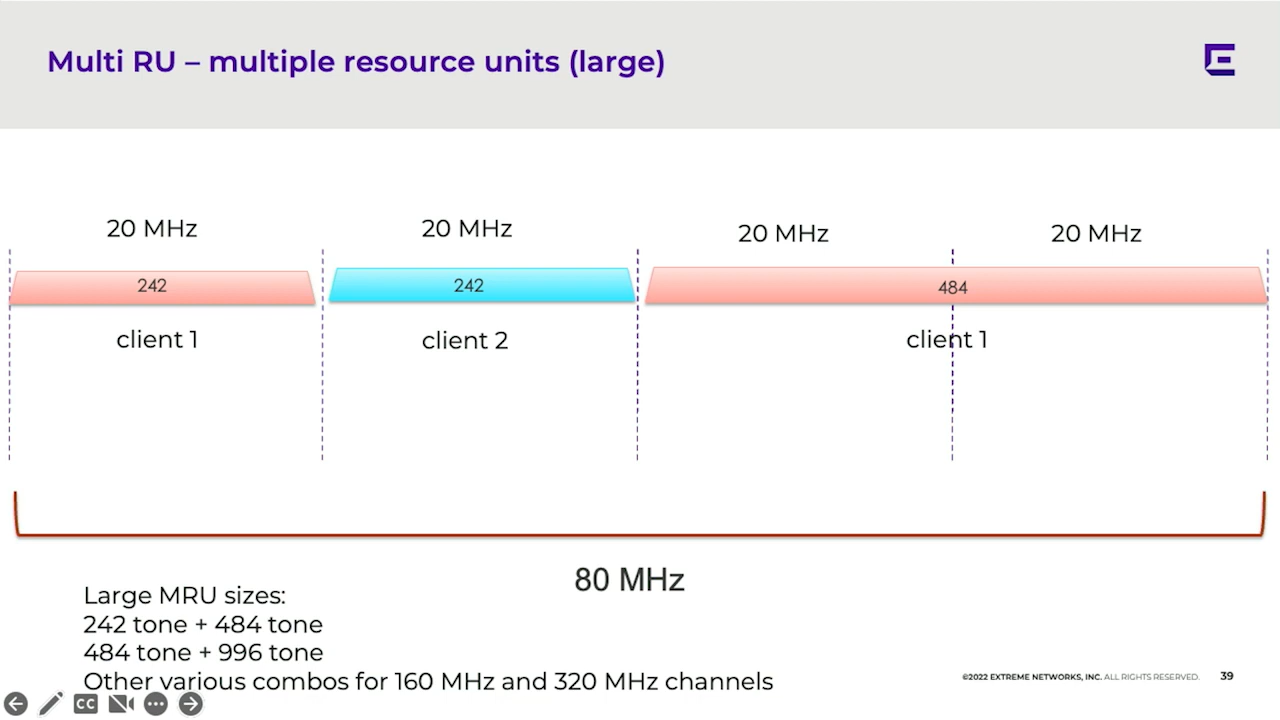 Multi RU – multiple resource units (large)
20 MHz 20 MHz 20 MHz 20 MHz
242 242 484
client 1 client 2 client 1
80 MHz
Large MRU sizes:
242 tone + 484 tone
484 tone + 996 tone
Other various combos for 160 MHz and 320 MHz channels
©2022 EXTREME NETWORKS, INC. ALL RIGHTS RESERVED. 39
CC